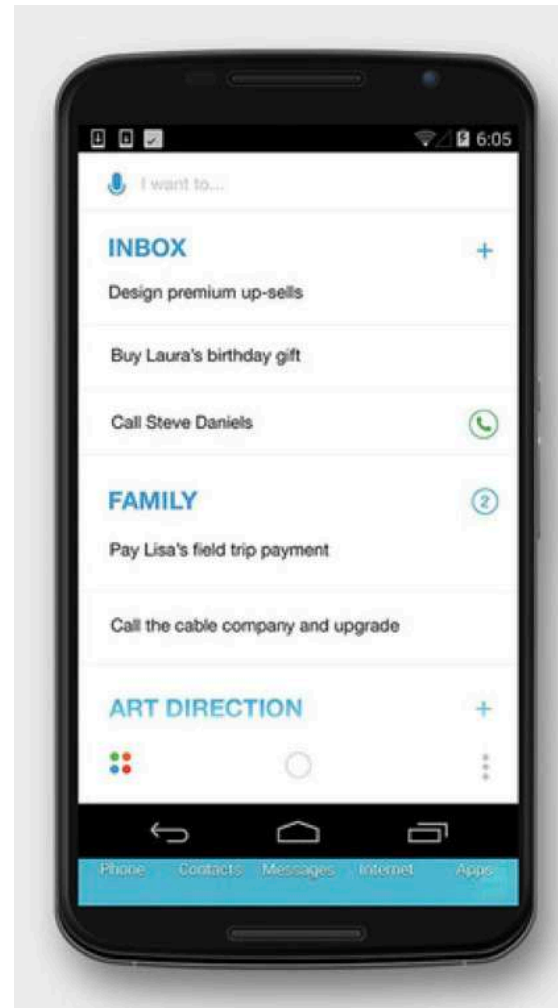 6:05
I want to...
INBOX +
Design premium up-sells
Buy Laura's birthday gift
Call Steve Daniels
FAMILY 2
Pay Lisa's field trip payment
Call the cable company and upgrade
ART DIRECTION +
Phone Contacts Messages Internet Apps